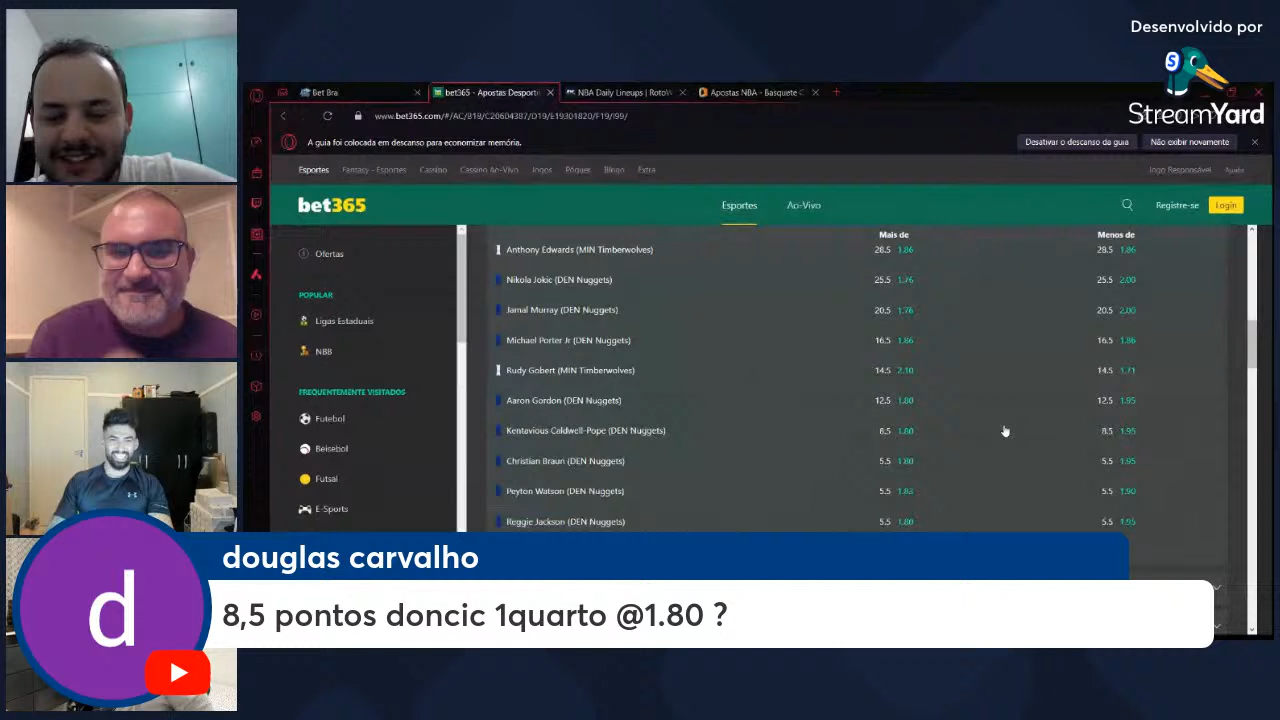 Desenvolvido por
StreamYard
Bet Bra
bet365 - Apostas Desporti
NBA Daily Lineups | RotoW
Apostas NBA - Basquete C
www.bet365.com/#/AC/B18/C20604387/D19/E19301820/F19/I99/
A guia foi colocada em descanso para economizar memória.
Desativar o descanso da guia
Não exibir novamente
Esportes Fantasy - Esportes Cassino Cassino Ao-Vivo Jogos Pôquer Bingo Extra
Jogo Responsável Ajuda
bet365
Esportes Ao-Vivo
Registre-se Login
Ofertas
POPULAR
Ligas Estaduais
NBB
FREQUENTEMENTE VISITADOS
Futebol
Beisebol
Futsal
E-Sports
Mais de Menos de
Anthony Edwards (MIN Timberwolves) 28.5 1.86 28.5 1.86
Nikola Jokic (DEN Nuggets) 25.5 1.76 25.5 2.00
Jamal Murray (DEN Nuggets) 20.5 1.76 20.5 2.00
Michael Porter Jr (DEN Nuggets) 16.5 1.86 16.5 1.86
Rudy Gobert (MIN Timberwolves) 14.5 2.10 14.5 1.71
Aaron Gordon (DEN Nuggets) 12.5 1.80 12.5 1.95
Kentavious Caldwell-Pope (DEN Nuggets) 8.5 1.80 8.5 1.95
Christian Braun (DEN Nuggets) 5.5 1.80 5.5 1.95
Peyton Watson (DEN Nuggets) 5.5 1.83 5.5 1.90
Reggie Jackson (DEN Nuggets) 5.5 1.80 5.5 1.95
d
douglas carvalho
8,5 pontos doncic 1quarto @1.80 ?